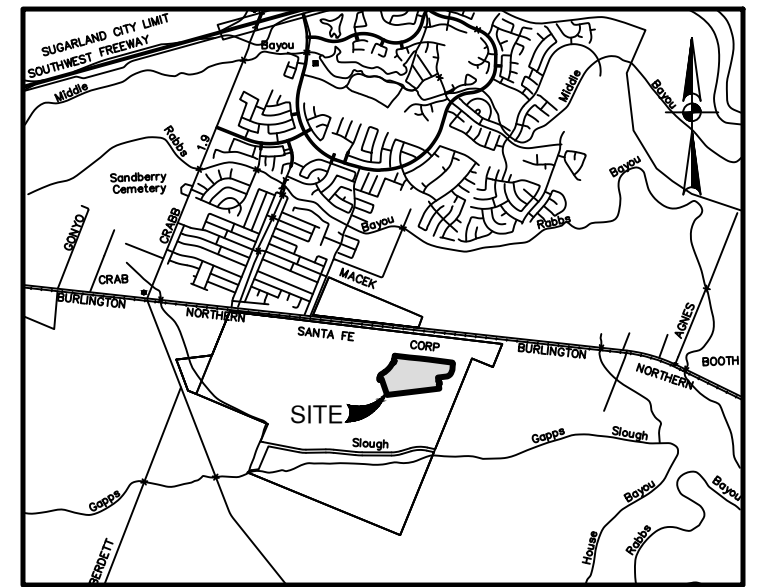 SUGARLAND CITY LIMIT
SOUTHWEST FREEWAY
Bayou
Middle
Middle
Bayou
Rabbs
1.9
Sandberry
Cemetery
Bayou
GONYO
CRABB
Bayou
Rabbs
CRAB
MACEK
BURLINGTON
NORTHERN
SANTA FE
CORP
BURLINGTON
NORTHERN
AGNES
BOOTH
SITE
Slough
Gapps
Slough
Gapps
Bayou
Bayou
House
Rabbs
BERDETT